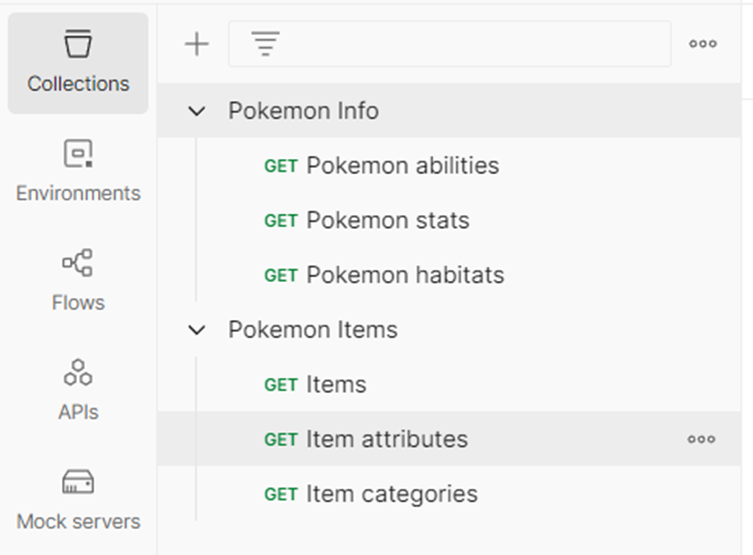 Collections
Environments
Flows
APIs
Mock servers
Pokemon Info
GET Pokemon abilities
GET Pokemon stats
GET Pokemon habitats
Pokemon Items
GET Items
GET Item attributes
GET Item categories